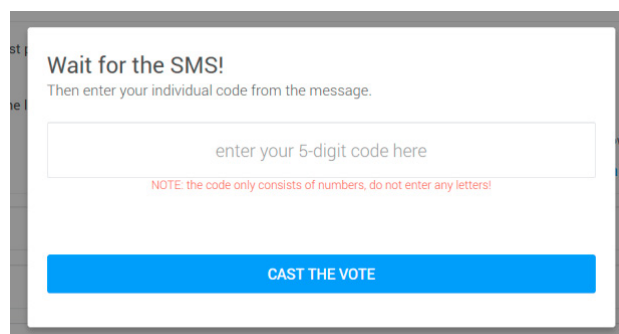 Wait for the SMS!
Then enter your individual code from the message.
enter your 5-digit code here
NOTE: the code only consists of numbers, do not enter any letters!
CAST THE VOTE